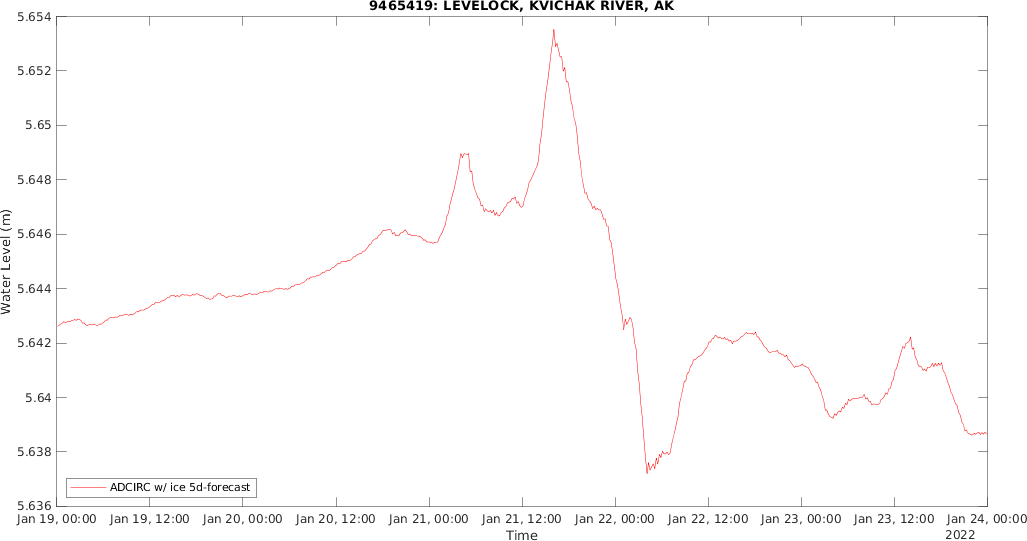 9465419: LEVELOCK, KVICHAK RIVER, AK
5.654
5.652
5.65
5.648
5.646
5.644
5.642
5.64
5.638
5.636
Water Level (m)
ADCIRC w/ ice 5d-forecast
Jan 19, 00:00 Jan 19, 12:00 Jan 20, 00:00 Jan 20, 12:00 Jan 21, 00:00 Jan 21, 12:00 Jan 22, 00:00 Jan 22, 12:00 Jan 23, 00:00 Jan 23, 12:00 Jan 24, 00:00
Time
2022